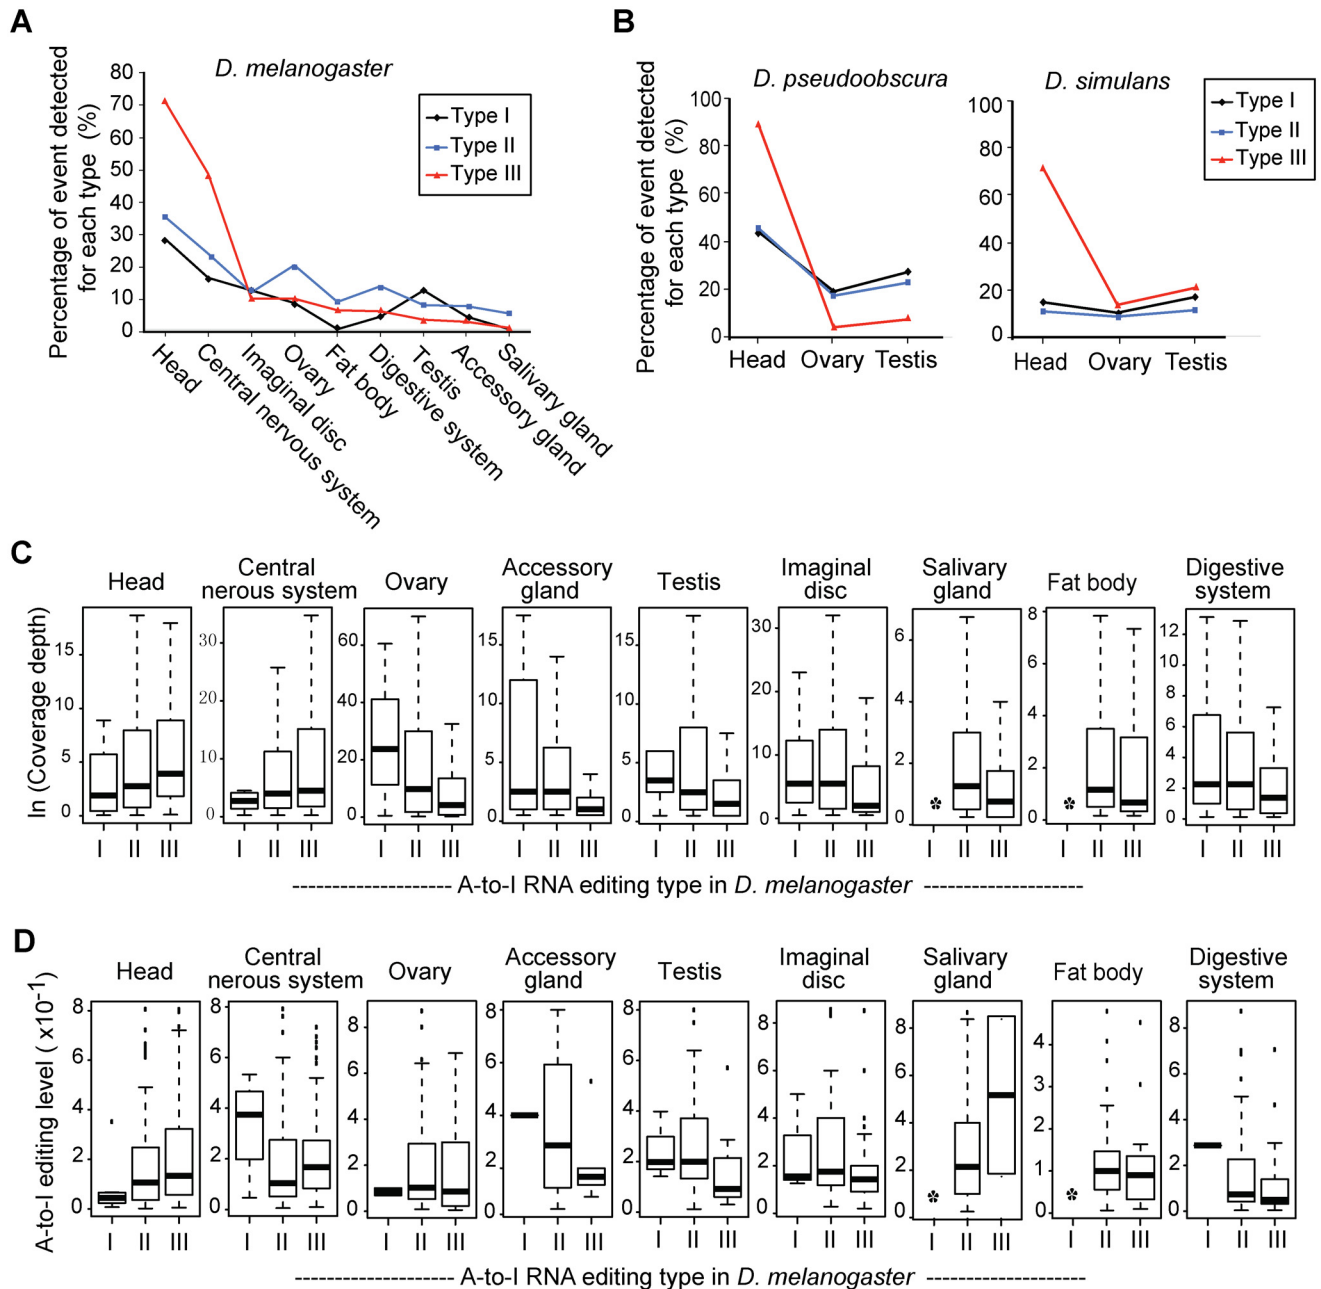 A
D. melanogaster
Percentage of event detected
for each type (%)
80
70
60
50
40
30
20
10
0
Type I
Type II
Type III
Head
Central nervous system
Imaginal disc
Ovary
Fat body
Digestive system
Testis
Accessory gland
Salivary gland
B
D. pseudoobscura
Percentage of event detected
for each type (%)
100
80
60
40
20
0
Head Ovary Testis
D. simulans
100
80
60
40
20
0
Head Ovary Testis
Type I
Type II
Type III
C
ln (Coverage depth)
Head
15
10
5
0
I II III
Central
nerous system
30
20
10
0
I II III
Ovary
60
40
20
0
I II III
Accessory
gland
15
10
5
0
I II III
Testis
15
10
5
0
I II III
Imaginal
disc
30
20
10
0
I II III
Salivary
gland
6
4
2
0
*
I II III
Fat body
8
6
4
2
0
*
I II III
Digestive
system
12
10
8
6
4
2
0
I II III
A-to-I RNA editing type in D. melanogaster
D
A-to-I editing level ( x10-1)
Head
8
6
4
2
0
I II III
Central
nerous system
8
6
4
2
0
I II III
Ovary
8
6
4
2
0
I II III
Accessory
gland
8
6
4
2
0
I II III
Testis
8
6
4
2
0
I II III
Imaginal
disc
8
6
4
2
0
I II III
Salivary
gland
8
6
4
2
0
*
I II III
Fat body
4
3
2
1
0
*
I II III
Digestive
system
8
6
4
2
0
I II III
A-to-I RNA editing type in D. melanogaster